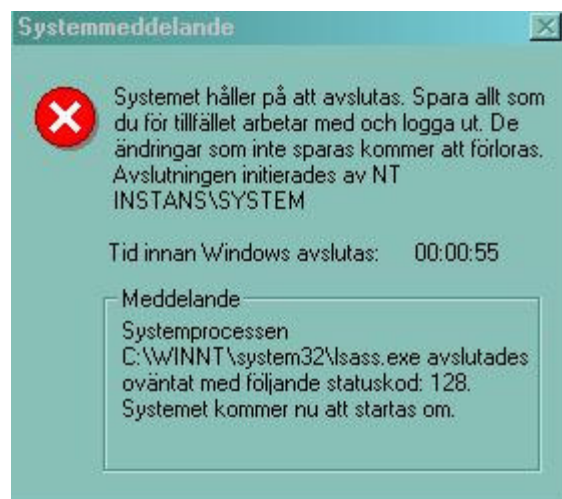 Systemmeddelande
Systemet håller på att avslutas. Spara allt som
du för tillfället arbetar med och logga ut. De
ändringar som inte sparas kommer att förloras.
Avslutningen initierades av NT
INSTANS\SYSTEM
Tid innan Windows avslutas: 00:00:55
Meddelande
Systemprocessen
C:\WINNT\system32\lsass.exe avslutades
oväntat med följande statuskod: 128.
Systemet kommer nu att startas om.